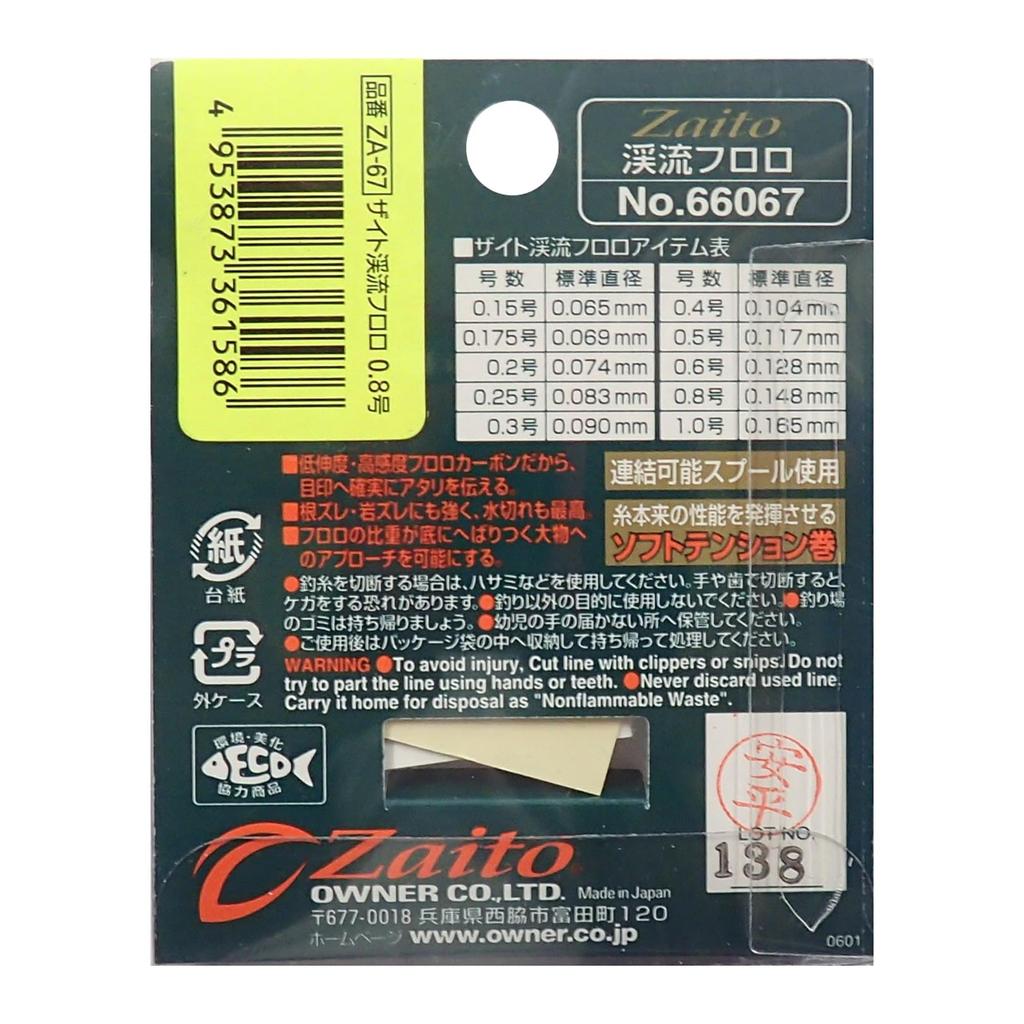 品番 ZA-67 ザイト渓流フロロ 0.8号
4 953873 361586
Zaito
渓流フロロ
No.66067
■ザイト渓流フロロアイテム表
号数 標準直径 号数 標準直径
0.15号 0.065mm 0.4号 0.104mm
0.175号 0.069mm 0.5号 0.117mm
0.2号 0.074mm 0.6号 0.128mm
0.25号 0.083mm 0.8号 0.148mm
0.3号 0.090mm 1.0号 0.165mm
■低伸度・高感度フロロカーボンだから、
目印へ確実にアタリを伝える。
■根ズレ・岩ズレにも強く、水切れも最高。
■フロロの比重が底にへばりつく大物へ
のアプローチを可能にする。
連結可能スプール使用
糸本来の性能を発揮させる
ソフトテンション巻
紙
台紙
プラ
外ケース
●釣糸を切断する場合は、ハサミなどを使用してください。手や歯で切断すると、
ケガをする恐れがあります。●釣り以外の目的に使用しないでください。●釣り場
のゴミは持ち帰りましょう。●幼児の手の届かない所へ保管してください。
●ご使用後はパッケージ袋の中へ収納して持ち帰って処理してください。
WARNING ●To avoid injury, Cut line with clippers or snips. Do not
try to part the line using hands or teeth. ●Never discard used line.
Carry it home for disposal as "Nonflammable Waste".
環境・美化
ECO
協力商品
安平
LOT NO.
138
Zaito
OWNER CO.,LTD. Made in Japan
〒677-0018 兵庫県西脇市富田町120
ホームページ www.owner.co.jp
0601